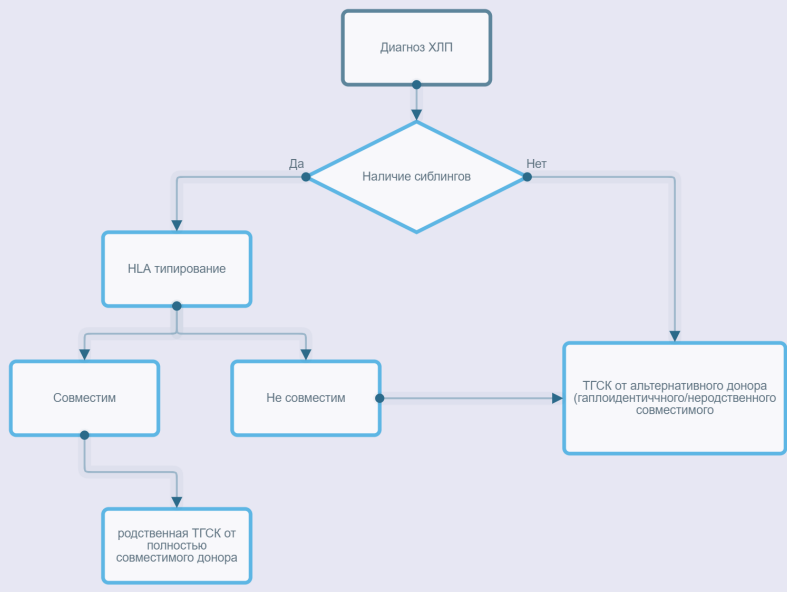 Диагноз ХЛП
Да
Наличие сиблингов
Нет
HLA типирование
Совместим
Не совместим
ТГСК от альтернативного донора
(гаплоидентиччного/неродственного
совместимого
родственная ТГСК от
полностью
совместимого донора